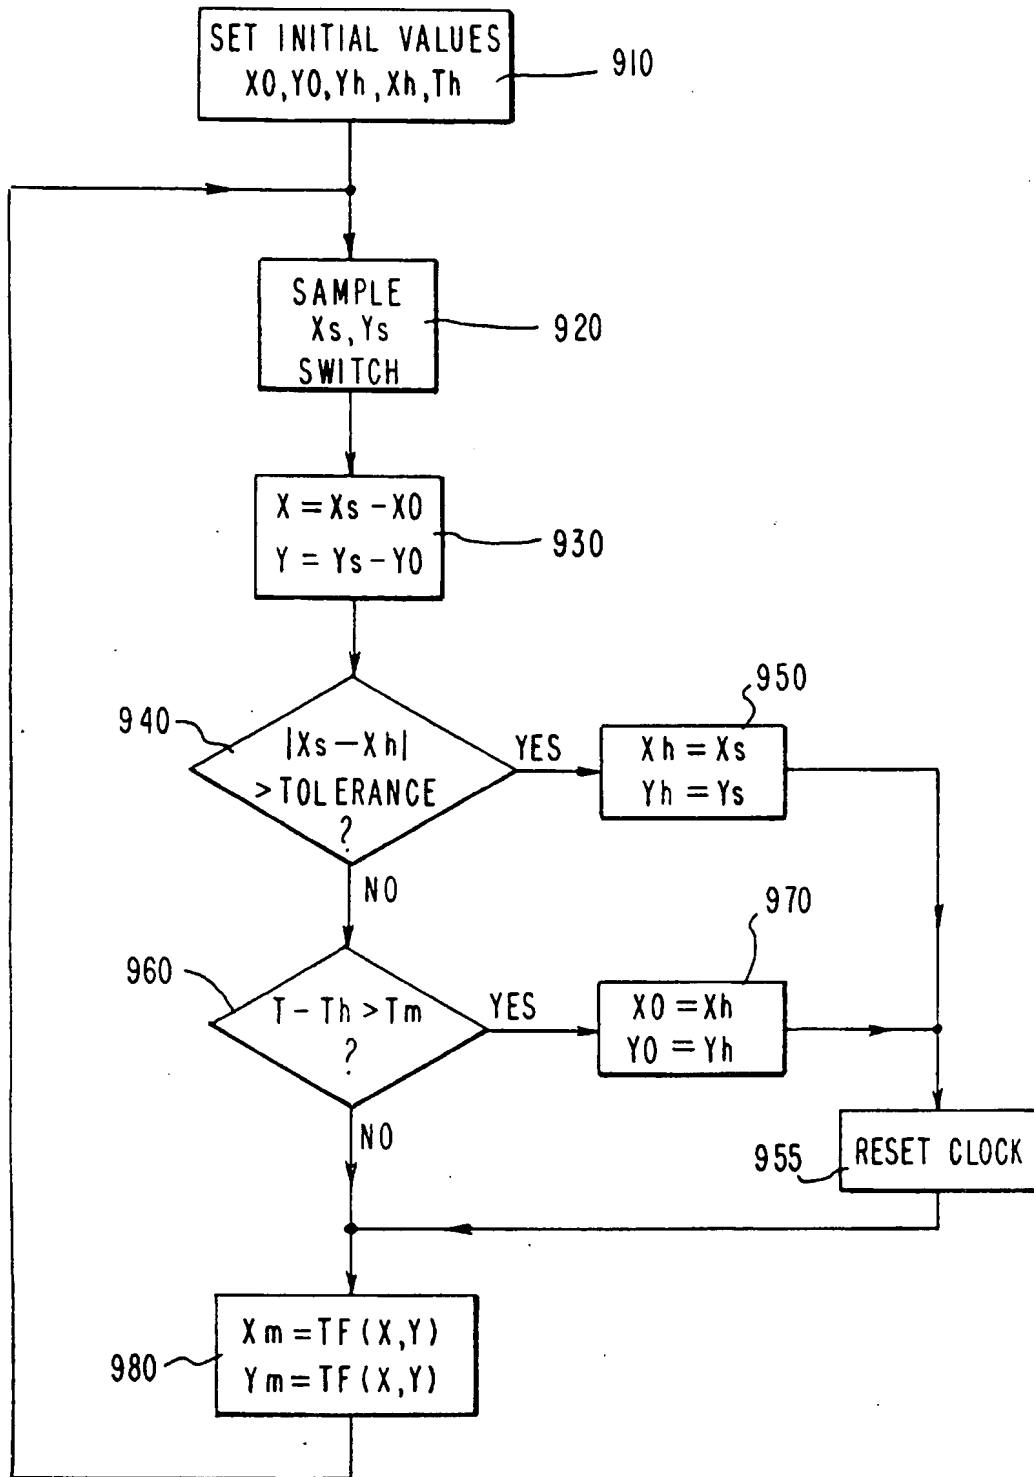 SET INITIAL VALUES
X0, Y0, Yh, Xh, Th
910
SAMPLE
Xs, Ys
SWITCH
920
X = Xs - X0
Y = Ys - Y0
930
940
|Xs - Xh|
> TOLERANCE
?
YES
950
Xh = Xs
Yh = Ys
NO
960
T - Th > Tm
?
YES
970
X0 = Xh
Y0 = Yh
NO
955
RESET CLOCK
980
Xm = TF (X,Y)
Ym = TF (X,Y)